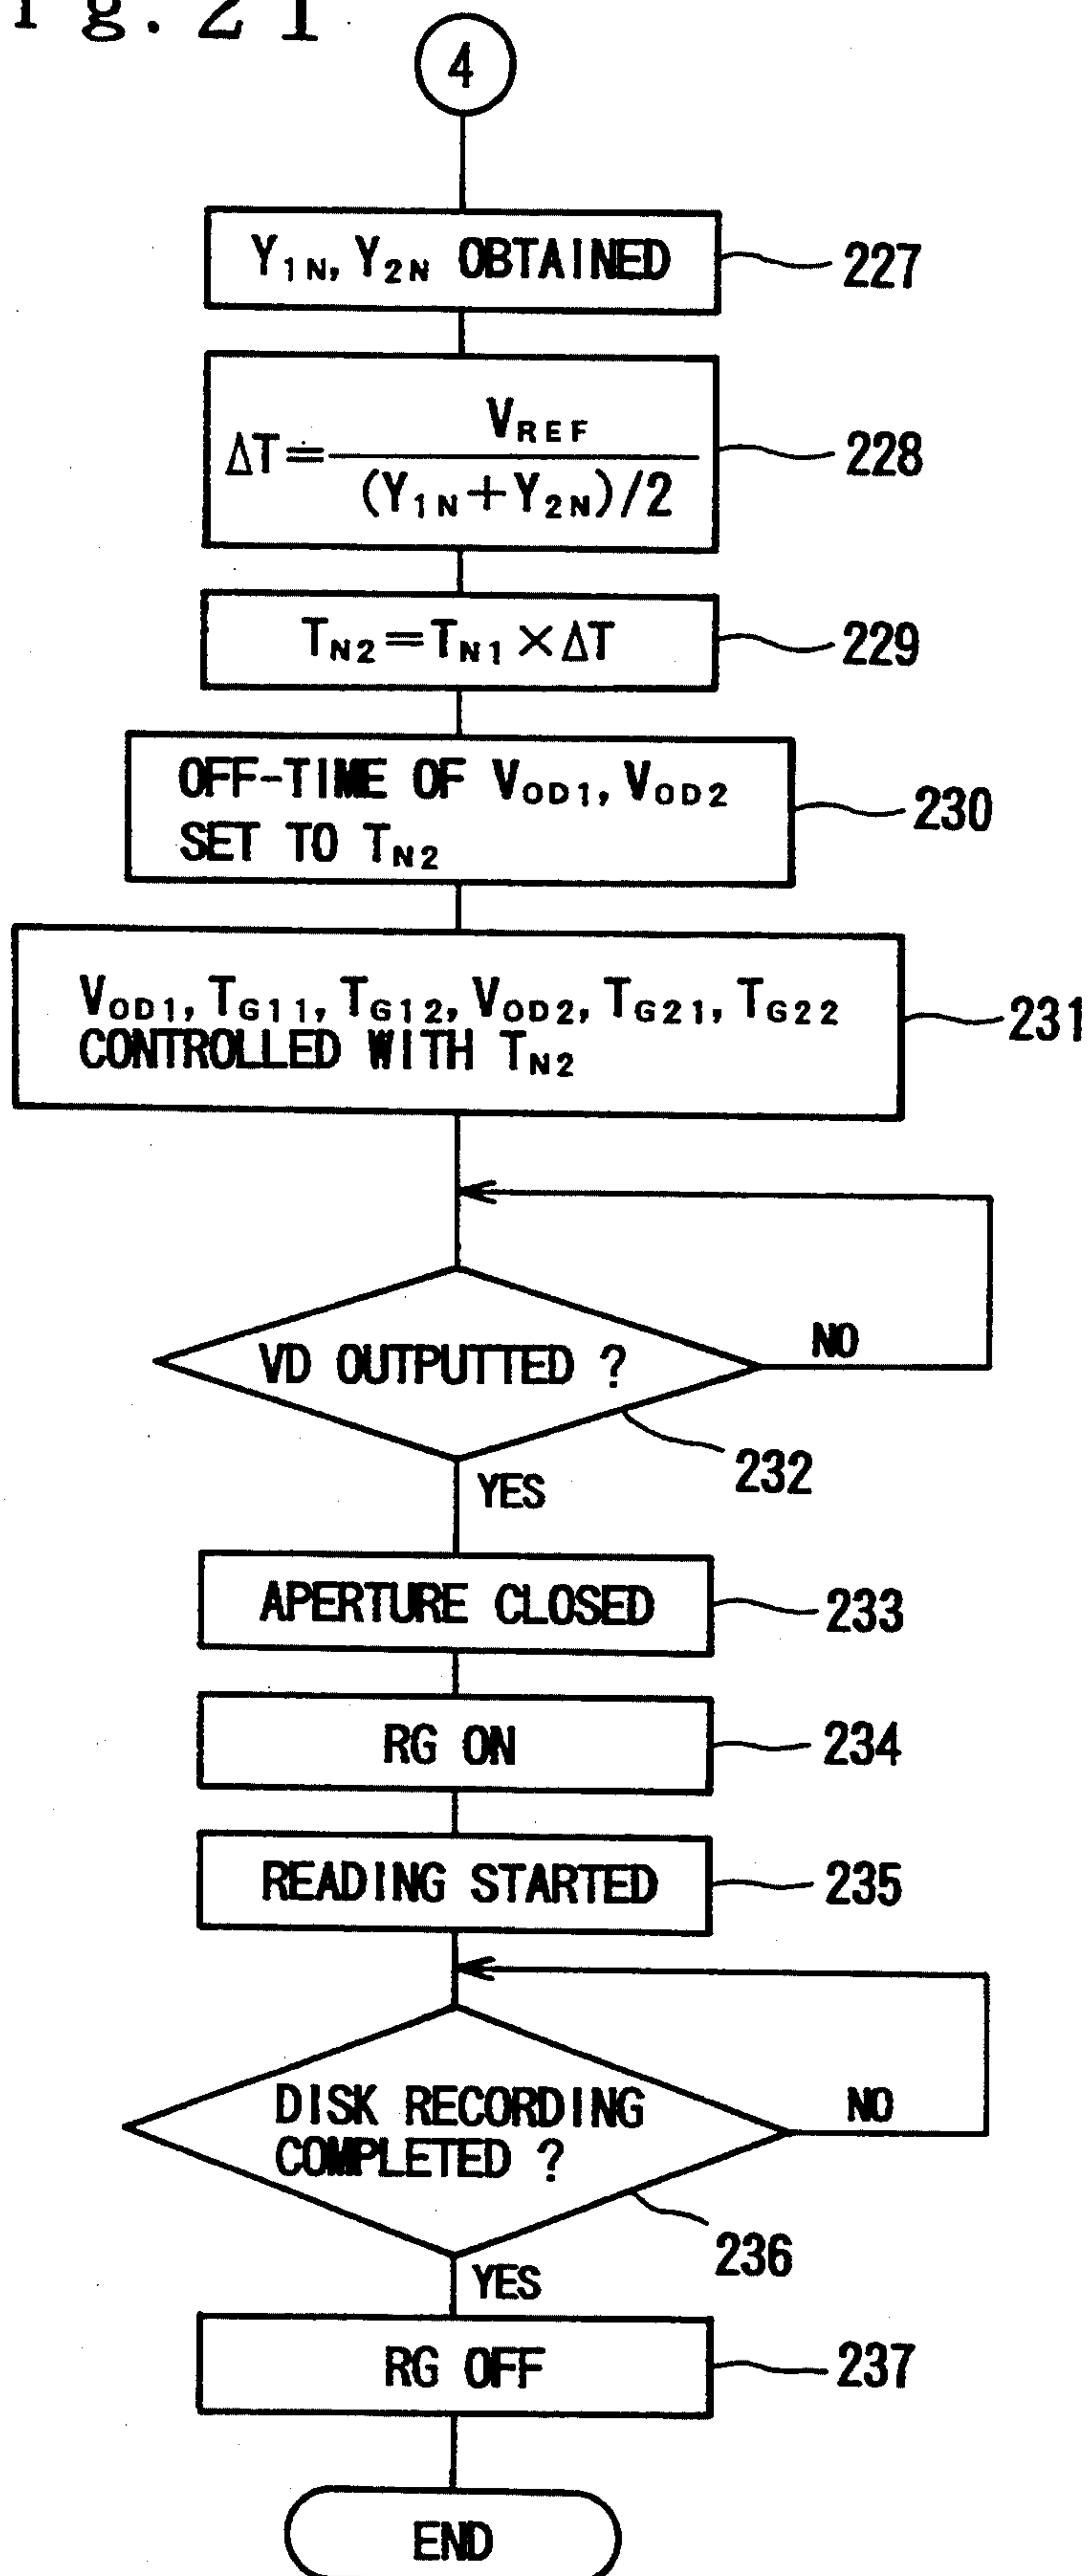 ig. 21
4
Y1N, Y2N OBTAINED
227
ΔT = VREF / (Y1N+Y2N)/2
228
TN2=TN1×ΔT
229
OFF-TIME OF VOD1, VOD2
SET TO TN2
230
VOD1, TG11, TG12, VOD2, TG21, TG22
CONTROLLED WITH TN2
231
VD OUTPUTTED ?
NO
232
YES
APERTURE CLOSED
233
RG ON
234
READING STARTED
235
DISK RECORDING
COMPLETED ?
NO
236
YES
RG OFF
237
END